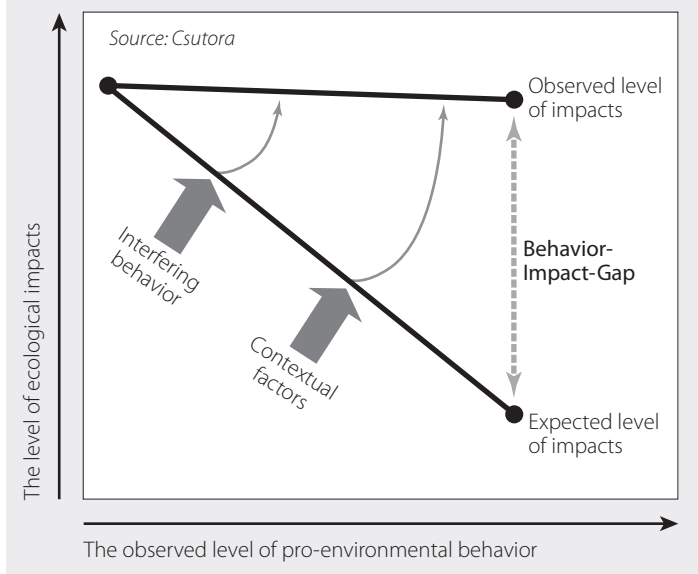 Source: Csutora
Observed level
of impacts
Behavior-
Impact-Gap
Interfering
behavior
Contextual
factors
Expected level
of impacts
The level of ecological impacts
The observed level of pro-environmental behavior